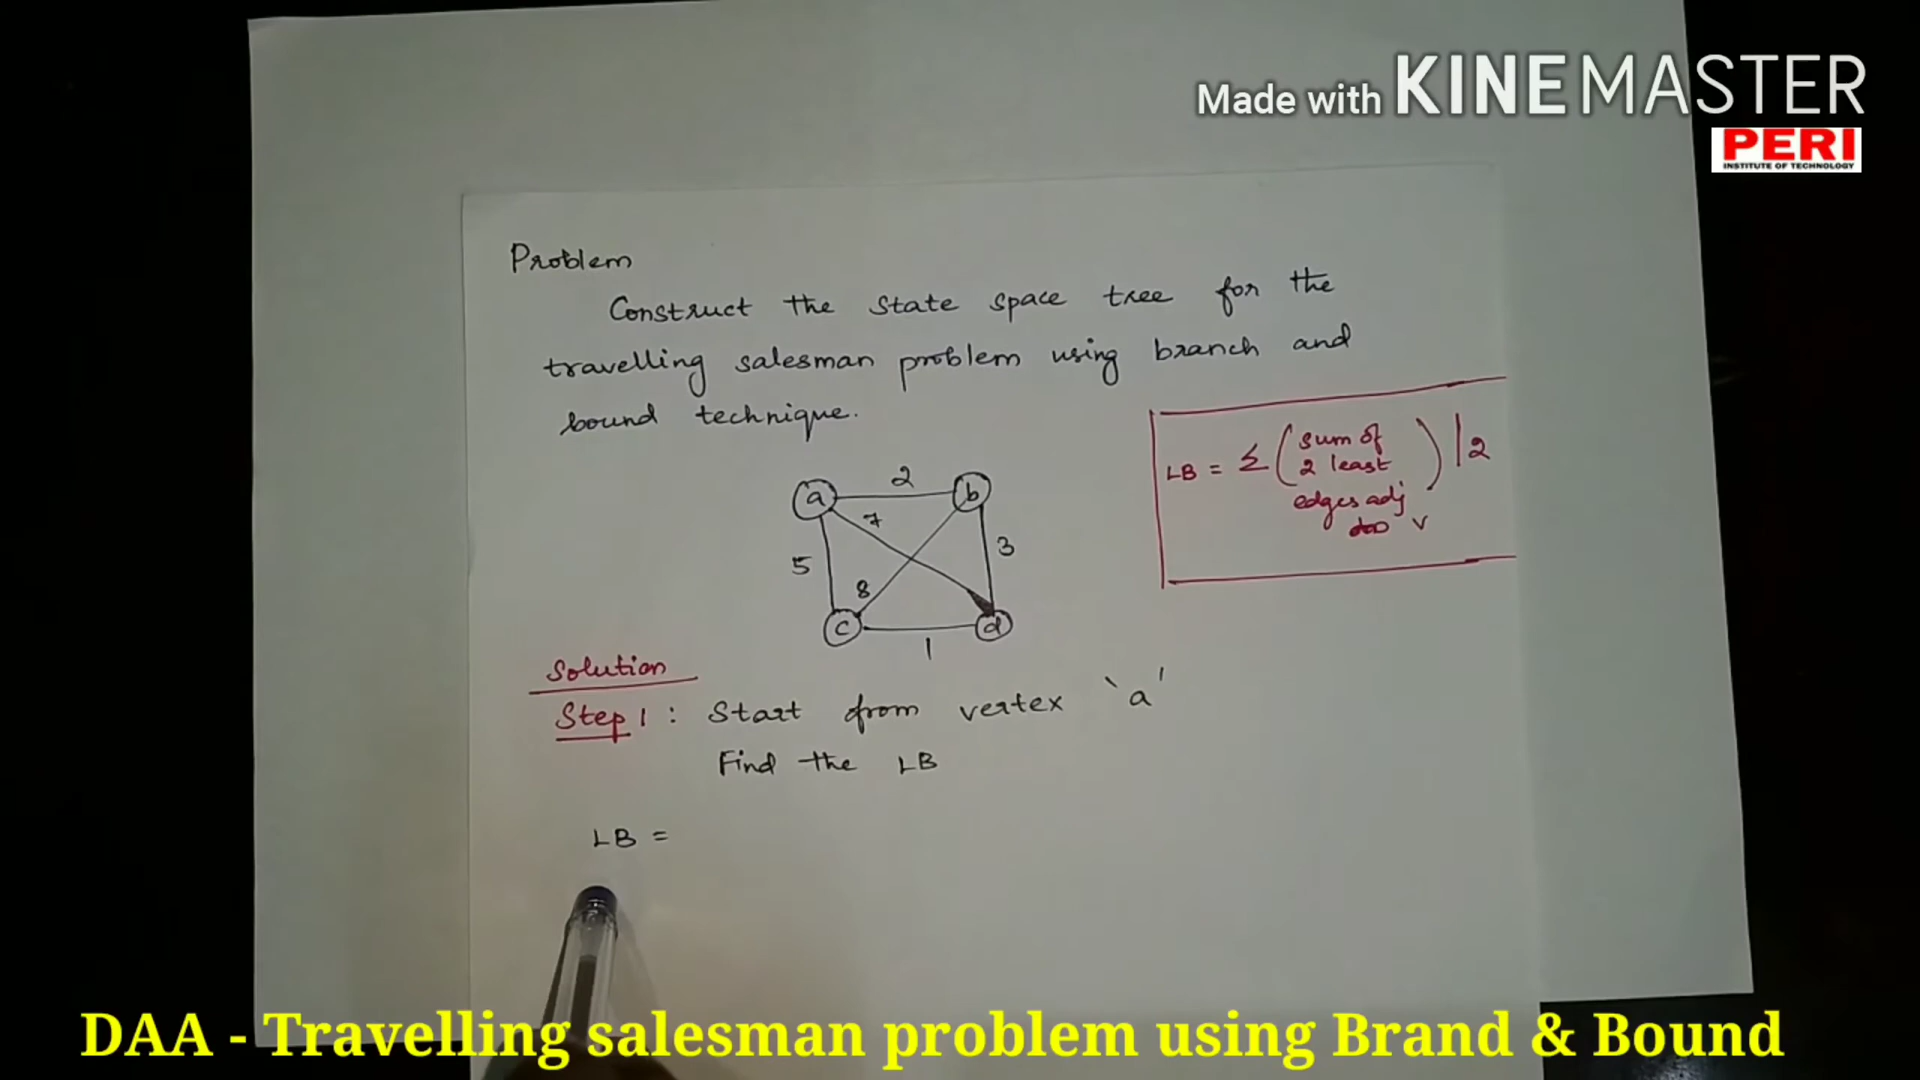 Made with KINEMASTER
PERI
INSTITUTE OF TECHNOLOGY
Problem
Construct the state space tree for the
travelling salesman problem using branch and
bound technique.
LB = Σ ( sum of
2 least
edges adj
v ) | 2
a 2 b
7
5 3
8
c d
1
Solution
Step 1 : Start from vertex 'a'
Find the LB
LB =
DAA - Travelling salesman problem using Brand & Bound